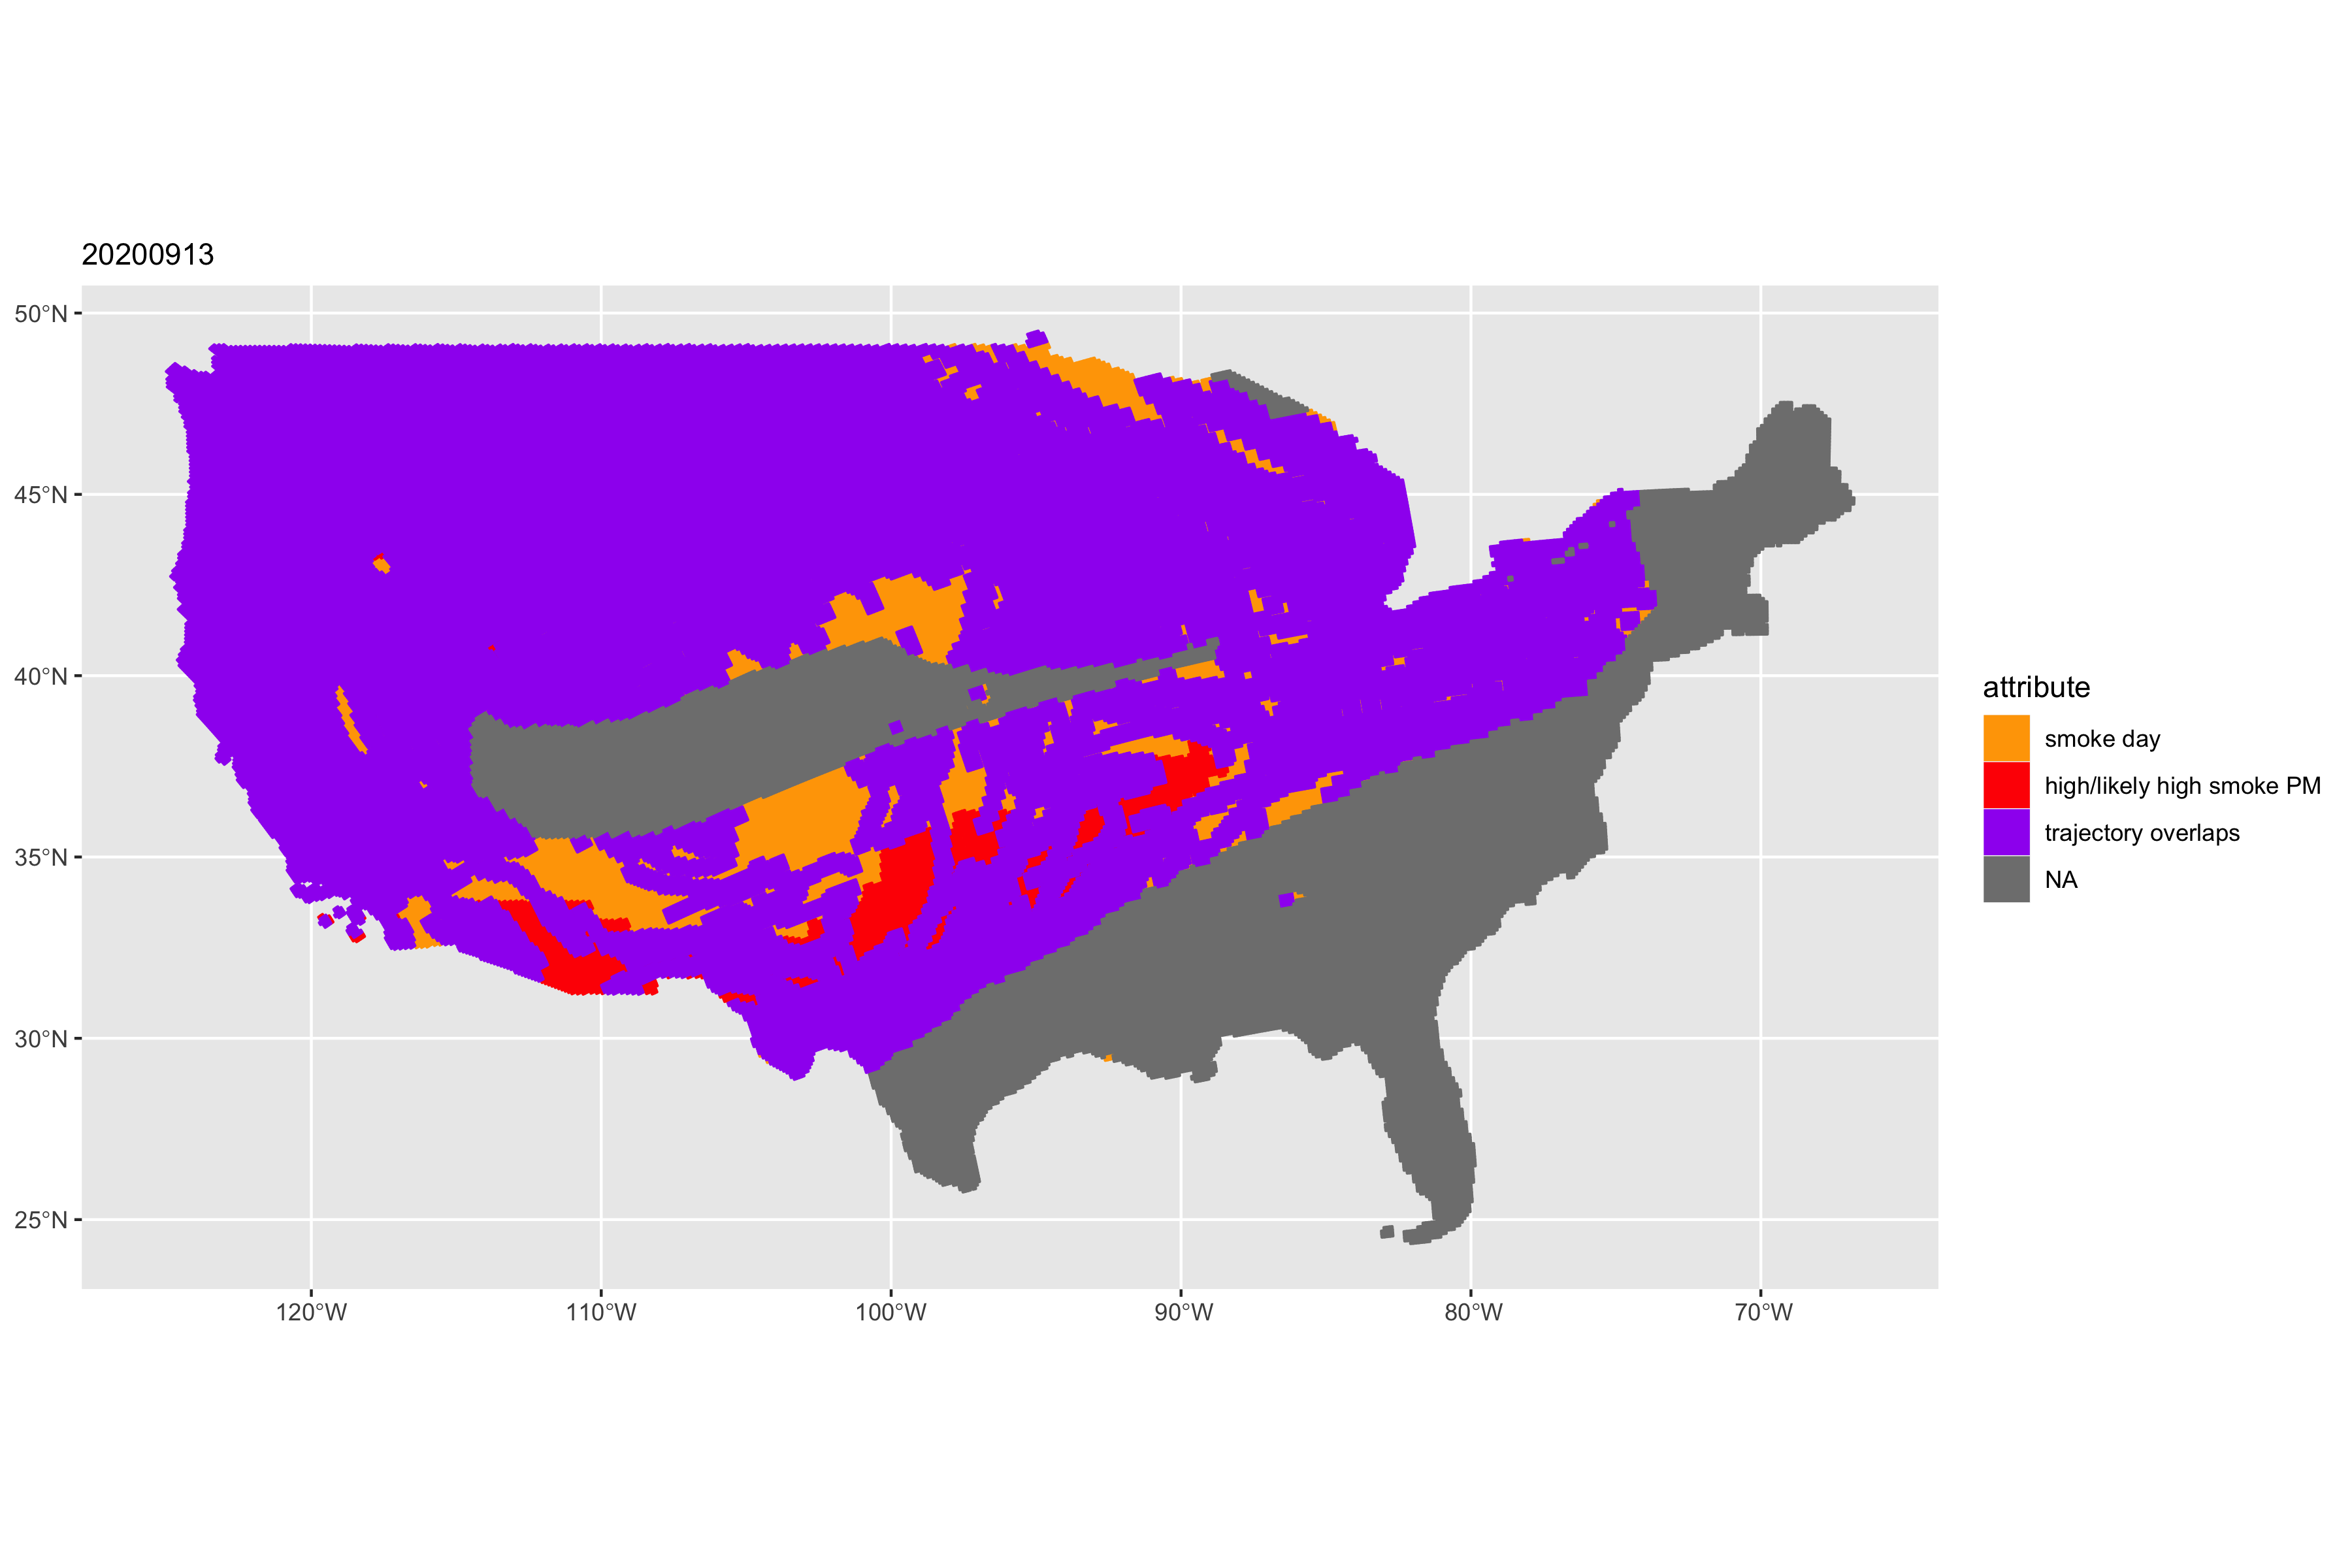 20200913
50°N
45°N
40°N
35°N
30°N
25°N
120°W
110°W
100°W
90°W
80°W
70°W
attribute
smoke day
high/likely high smoke PM
trajectory overlaps
NA